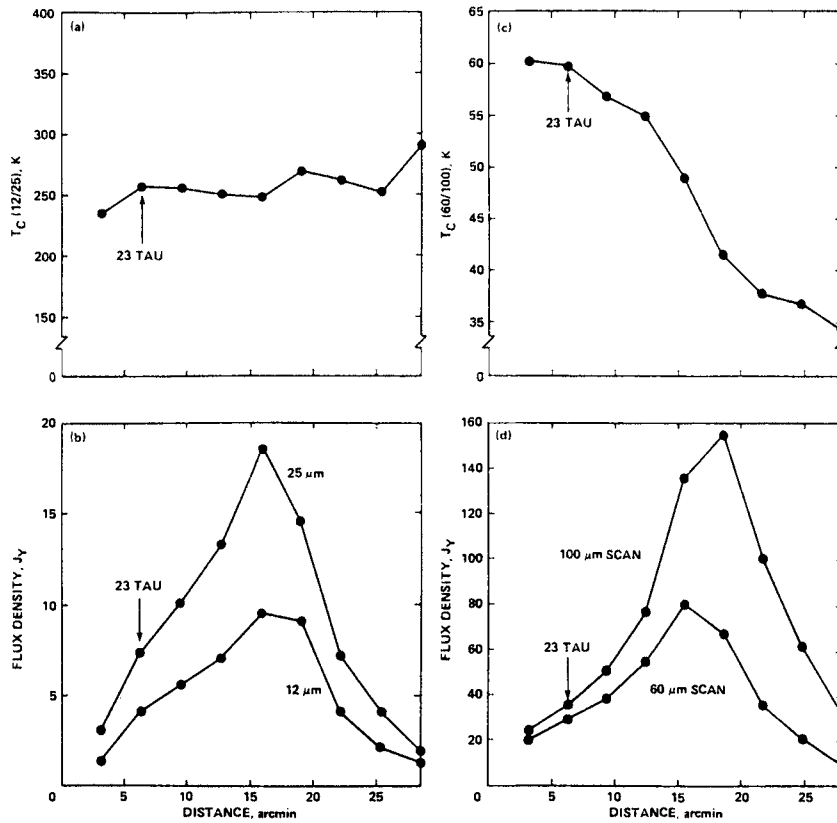 (a)
400
350
300
250
200
150
0
T_C (12/25), K
23 TAU
(c)
60
55
50
45
40
35
0
T_C (60/100), K
23 TAU
(b)
20
15
10
5
0
FLUX DENSITY, J_Y
25 µm
23 TAU
12 µm
0 5 10 15 20 25
DISTANCE, arcmin
(d)
160
140
120
100
80
60
40
20
FLUX DENSITY, J_Y
100 µm SCAN
23 TAU
60 µm SCAN
0 5 10 15 20 25
DISTANCE, arcmin